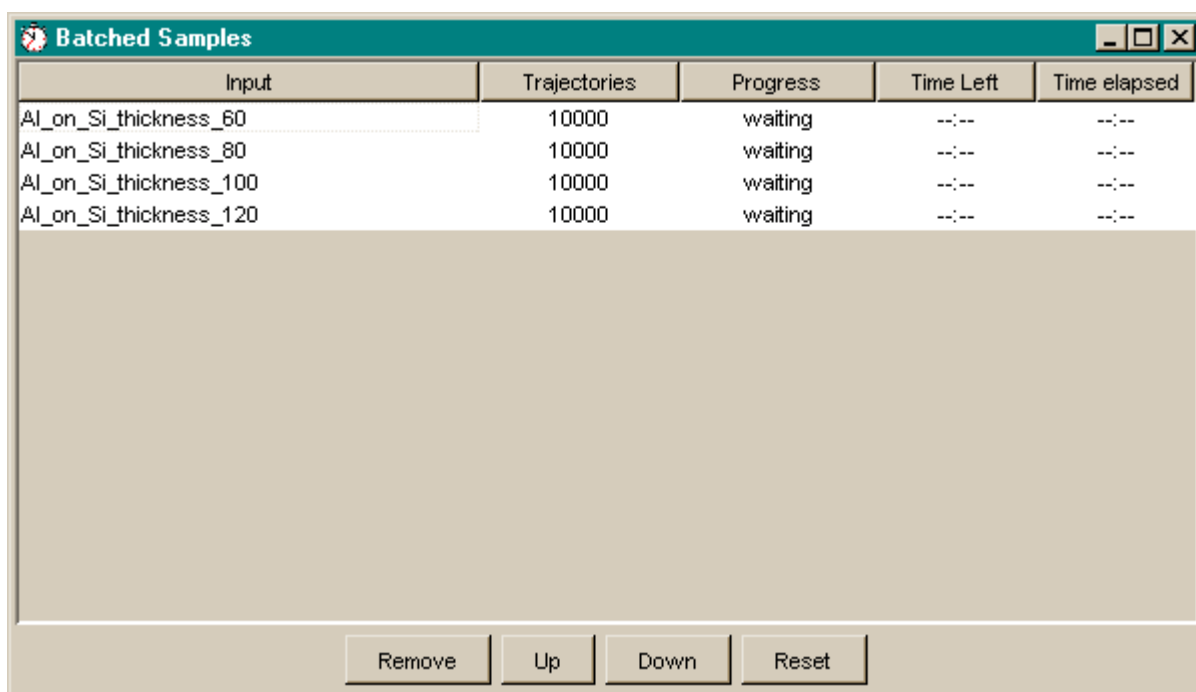 Batched Samples
Input Trajectories Progress Time Left Time elapsed
Al_on_Si_thickness_60 10000 waiting --:-- --:--
Al_on_Si_thickness_80 10000 waiting --:-- --:--
Al_on_Si_thickness_100 10000 waiting --:-- --:--
Al_on_Si_thickness_120 10000 waiting --:-- --:--
Remove Up Down Reset